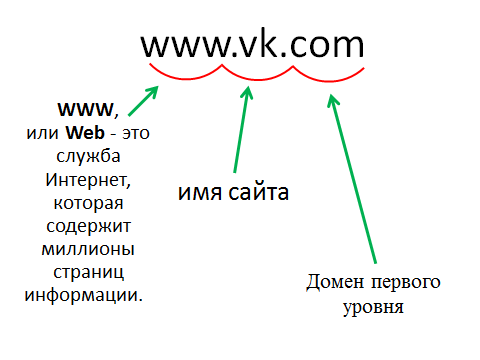 www.vk.com
WWW,
или Web - это
служба
Интернет,
которая
содержит
миллионы
страниц
информации.
имя сайта
Домен первого
уровня